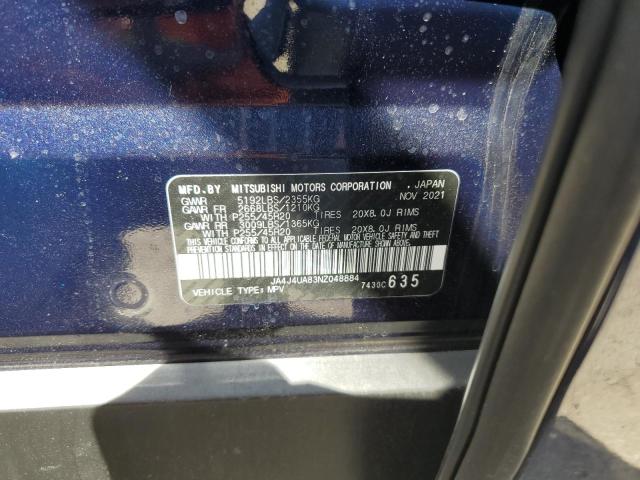 MFD.BY MITSUBISHI MOTORS CORPORATION , JAPAN
GVWR 5192LBS/2355KG NOV 2021
GAWR FR 2668LBS/1210KG
WITH P255/45R20 TIRES 20X8.0J RIMS
GAWR RR 3009LBS/1365KG
WITH P255/45R20 TIRES 20X8.0J RIMS
THIS VEHICLE CONFORMS TO ALL APPLICABLE FEDERAL MOTOR VEHICLE SAFETY, BUMPER AND THEFT
PREVENTION STANDARDS IN EFFECT ON THE DATE OF MANUFACTURE SHOWN ABOVE.
JA4J4UA83NZ048884
VEHICLE TYPE: MPV 7430C 635